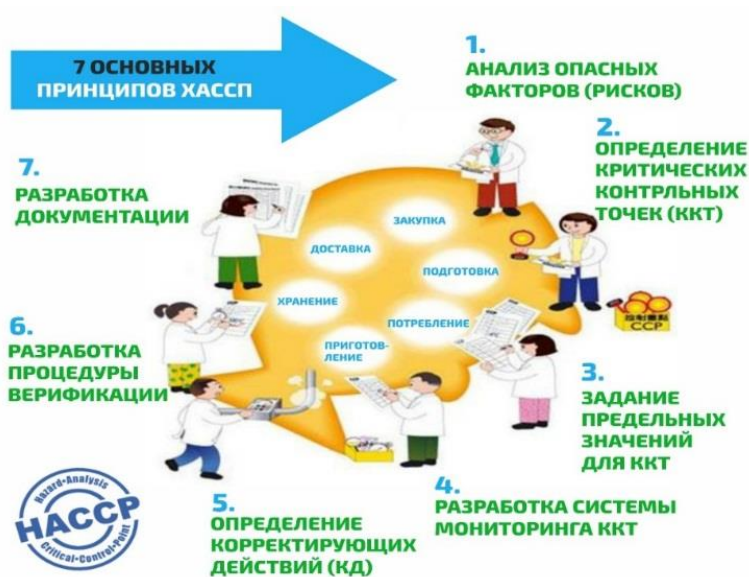 7 ОСНОВНЫХ
ПРИНЦИПОВ ХАССП
1.
АНАЛИЗ ОПАСНЫХ
ФАКТОРОВ (РИСКОВ)
2.
ОПРЕДЕЛЕНИЕ
КРИТИЧЕСКИХ
КОНТРЛЬНЫХ
ТОЧЕК (ККТ)
CCP
3.
ЗАДАНИЕ
ПРЕДЕЛЬНЫХ
ЗНАЧЕНИЙ
ДЛЯ ККТ
4.
РАЗРАБОТКА СИСТЕМЫ
МОНИТОРИНГА ККТ
5.
ОПРЕДЕЛЕНИЕ
КОРРЕКТИРУЮЩИХ
ДЕЙСТВИЙ (КД)
6.
РАЗРАБОТКА
ПРОЦЕДУРЫ
ВЕРИФИКАЦИИ
7.
РАЗРАБОТКА
ДОКУМЕНТАЦИИ
ЗАКУПКА
ДОСТАВКА
ПОДГОТОВКА
ХРАНЕНИЕ
ПОТРЕБЛЕНИЕ
ПРИГОТОВ-
ЛЕНИЕ
Hazard-Analysis
HACCP
Critical-Control-Point